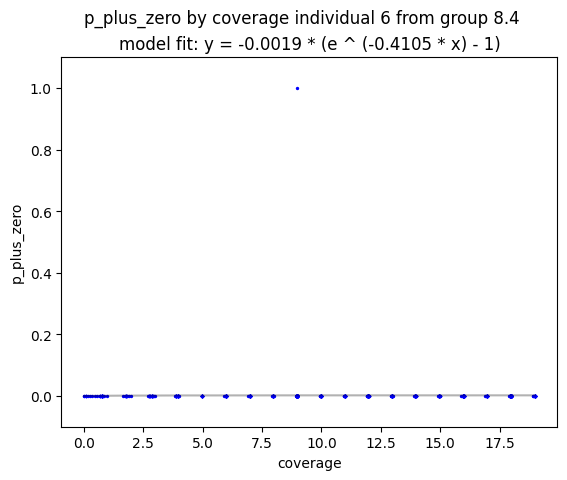 p_plus_zero by coverage individual 6 from group 8.4
model fit: y = -0.0019 * (e ^ (-0.4105 * x) - 1)
1.0
0.8
0.6
0.4
0.2
0.0
p_plus_zero
0.0 2.5 5.0 7.5 10.0 12.5 15.0 17.5
coverage